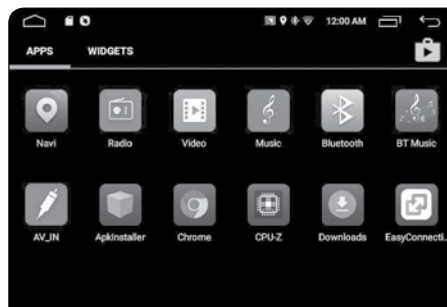 12:00 AM
APPS WIDGETS
Navi Radio Video Music Bluetooth BT Music
AV_IN ApkInstaller Chrome CPU-Z Downloads EasyConnecti..